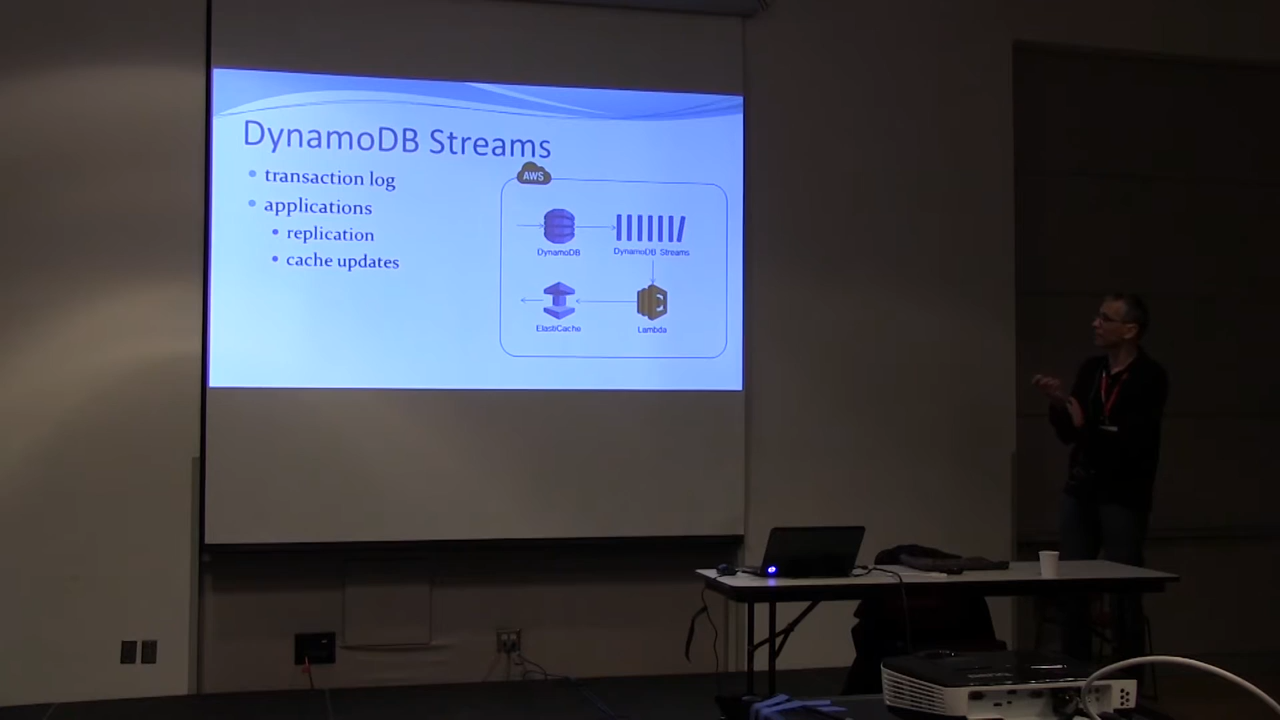 DynamoDB Streams
transaction log
applications
replication
cache updates
AWS
DynamoDB
DynamoDB Streams
ElastiCache
Lambda